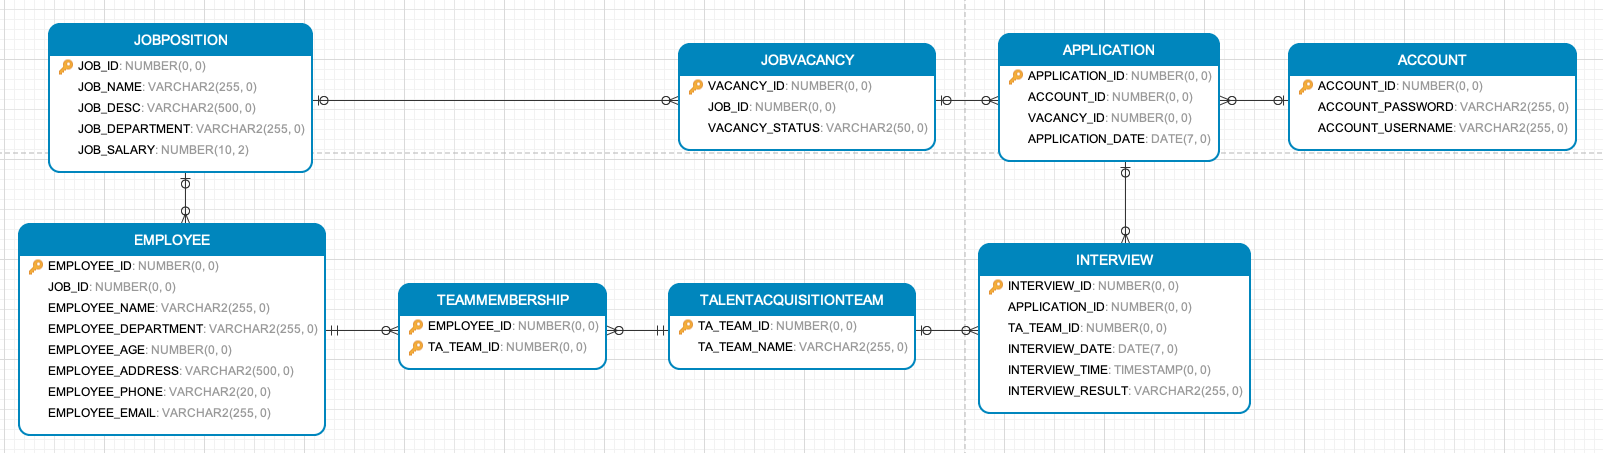 JOBPOSITION
JOB_ID: NUMBER(0, 0)
JOB_NAME: VARCHAR2(255, 0)
JOB_DESC: VARCHAR2(500, 0)
JOB_DEPARTMENT: VARCHAR2(255, 0)
JOB_SALARY: NUMBER(10, 2)
JOBVACANCY
VACANCY_ID: NUMBER(0, 0)
JOB_ID: NUMBER(0, 0)
VACANCY_STATUS: VARCHAR2(50, 0)
APPLICATION
APPLICATION_ID: NUMBER(0, 0)
ACCOUNT_ID: NUMBER(0, 0)
VACANCY_ID: NUMBER(0, 0)
APPLICATION_DATE: DATE(7, 0)
ACCOUNT
ACCOUNT_ID: NUMBER(0, 0)
ACCOUNT_PASSWORD: VARCHAR2(255, 0)
ACCOUNT_USERNAME: VARCHAR2(255, 0)
EMPLOYEE
EMPLOYEE_ID: NUMBER(0, 0)
JOB_ID: NUMBER(0, 0)
EMPLOYEE_NAME: VARCHAR2(255, 0)
EMPLOYEE_DEPARTMENT: VARCHAR2(255, 0)
EMPLOYEE_AGE: NUMBER(0, 0)
EMPLOYEE_ADDRESS: VARCHAR2(500, 0)
EMPLOYEE_PHONE: VARCHAR2(20, 0)
EMPLOYEE_EMAIL: VARCHAR2(255, 0)
TEAMMEMBERSHIP
EMPLOYEE_ID: NUMBER(0, 0)
TA_TEAM_ID: NUMBER(0, 0)
TALENTACQUISITIONTEAM
TA_TEAM_ID: NUMBER(0, 0)
TA_TEAM_NAME: VARCHAR2(255, 0)
INTERVIEW
INTERVIEW_ID: NUMBER(0, 0)
APPLICATION_ID: NUMBER(0, 0)
TA_TEAM_ID: NUMBER(0, 0)
INTERVIEW_DATE: DATE(7, 0)
INTERVIEW_TIME: TIMESTAMP(0, 0)
INTERVIEW_RESULT: VARCHAR2(255, 0)